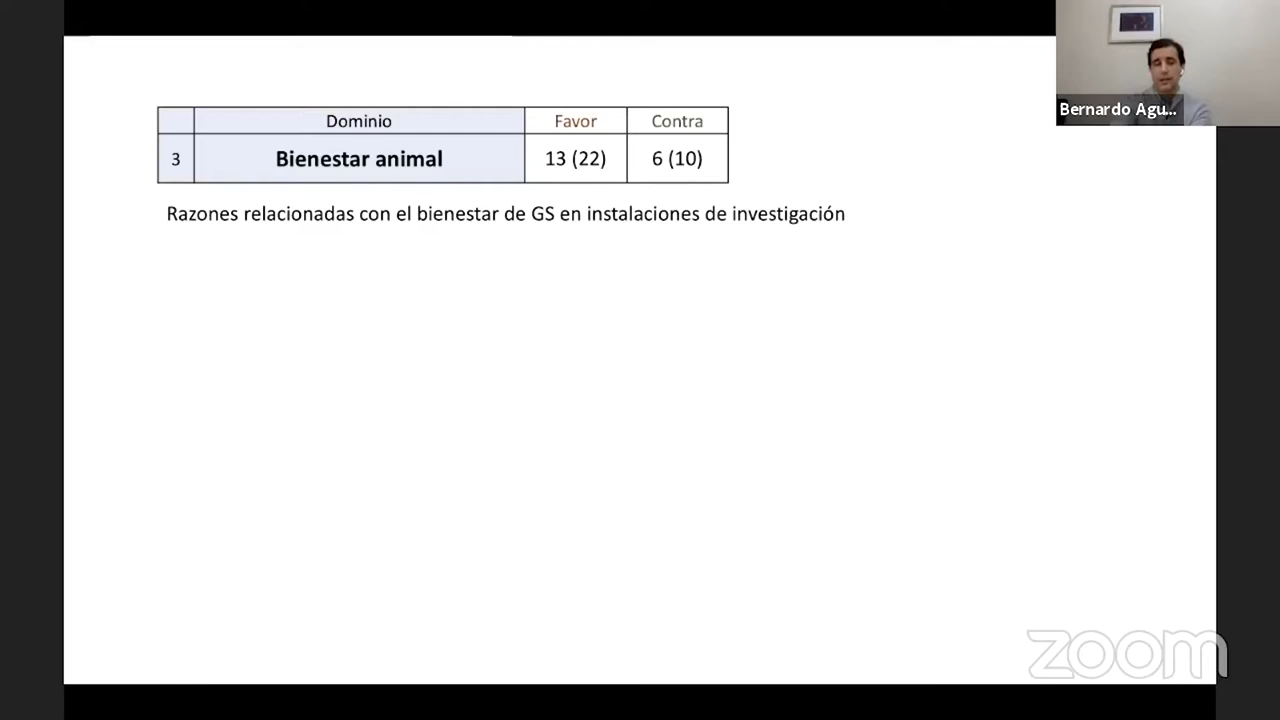 Dominio Favor Contra
3 Bienestar animal 13 (22) 6 (10)
Razones relacionadas con el bienestar de GS en instalaciones de investigación
Bernardo Agu...
zoom